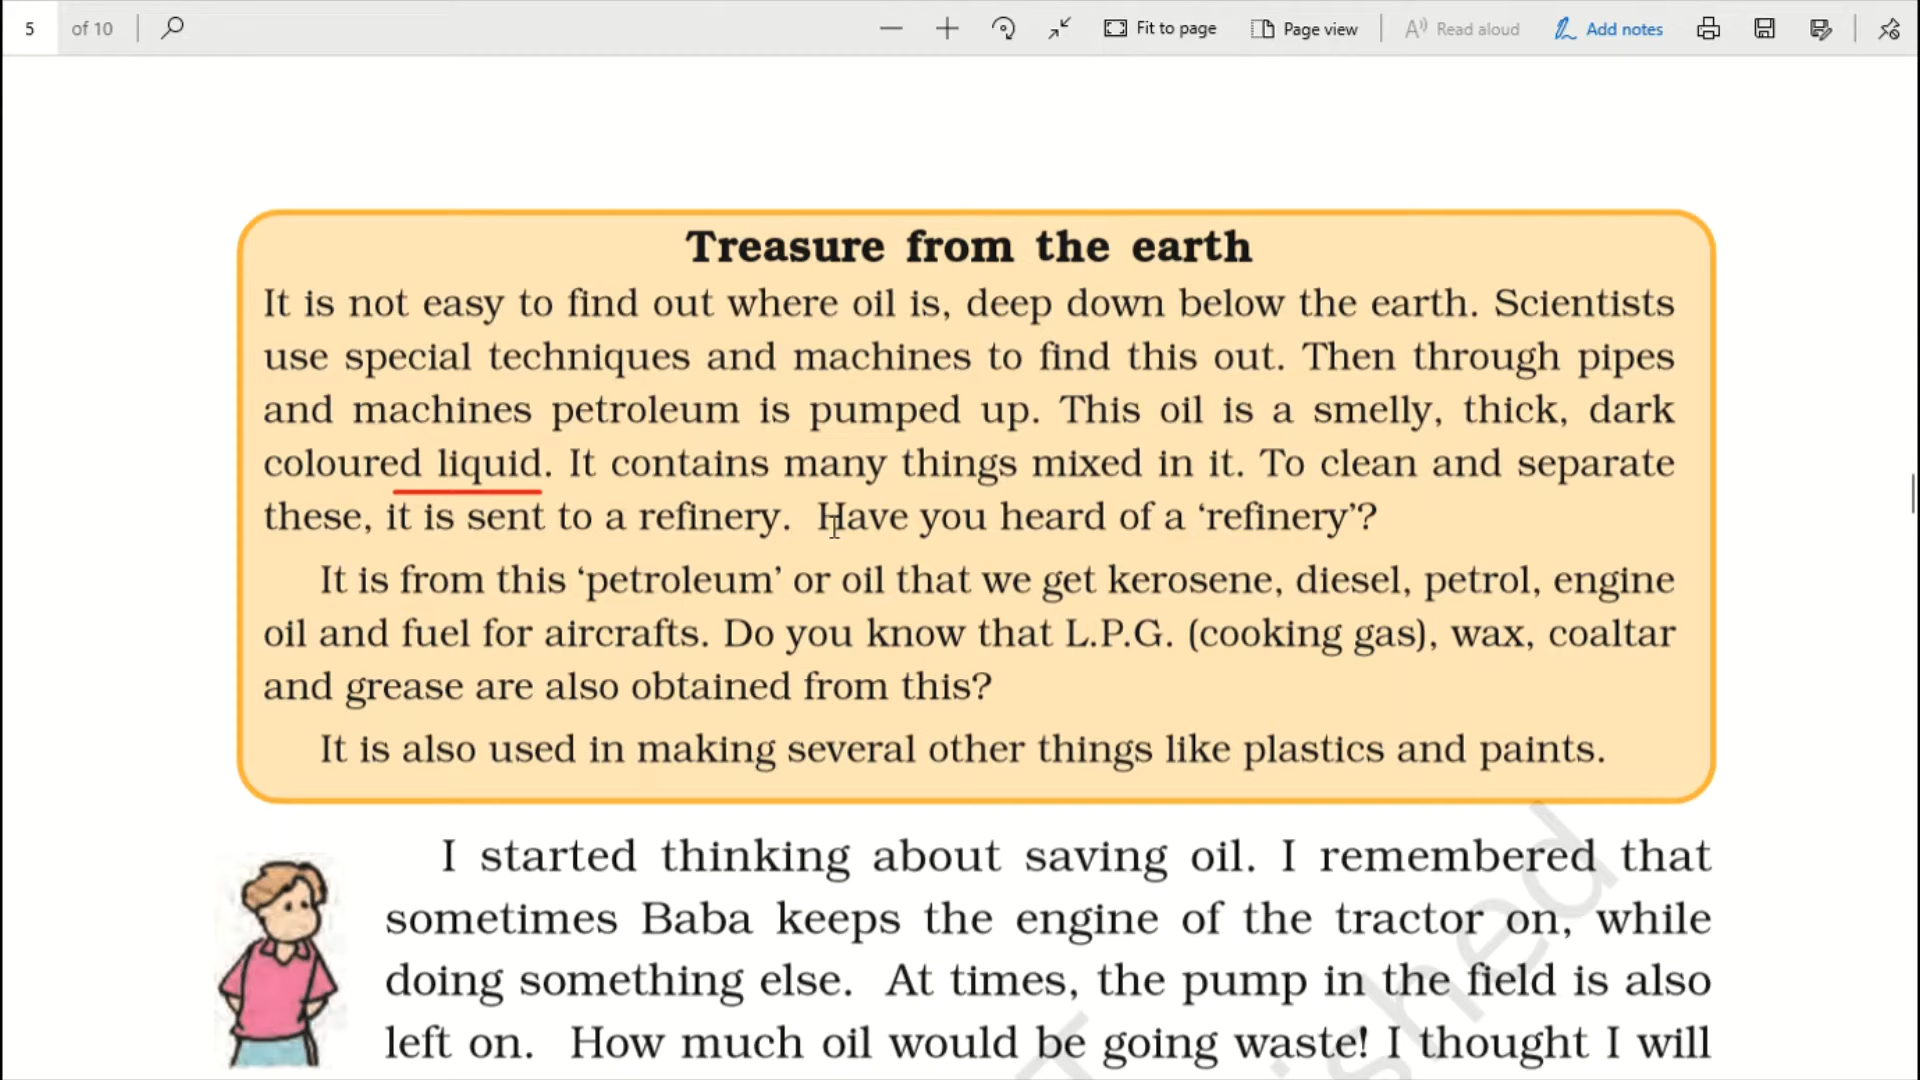 5 of 10 Fit to page Page view Read aloud Add notes
Treasure from the earth
It is not easy to find out where oil is, deep down below the earth. Scientists
use special techniques and machines to find this out. Then through pipes
and machines petroleum is pumped up. This oil is a smelly, thick, dark
coloured liquid. It contains many things mixed in it. To clean and separate
these, it is sent to a refinery. Have you heard of a ‘refinery’?
It is from this ‘petroleum’ or oil that we get kerosene, diesel, petrol, engine
oil and fuel for aircrafts. Do you know that L.P.G. (cooking gas), wax, coaltar
and grease are also obtained from this?
It is also used in making several other things like plastics and paints.
I started thinking about saving oil. I remembered that
sometimes Baba keeps the engine of the tractor on, while
doing something else. At times, the pump in the field is also
left on. How much oil would be going waste! I thought I will